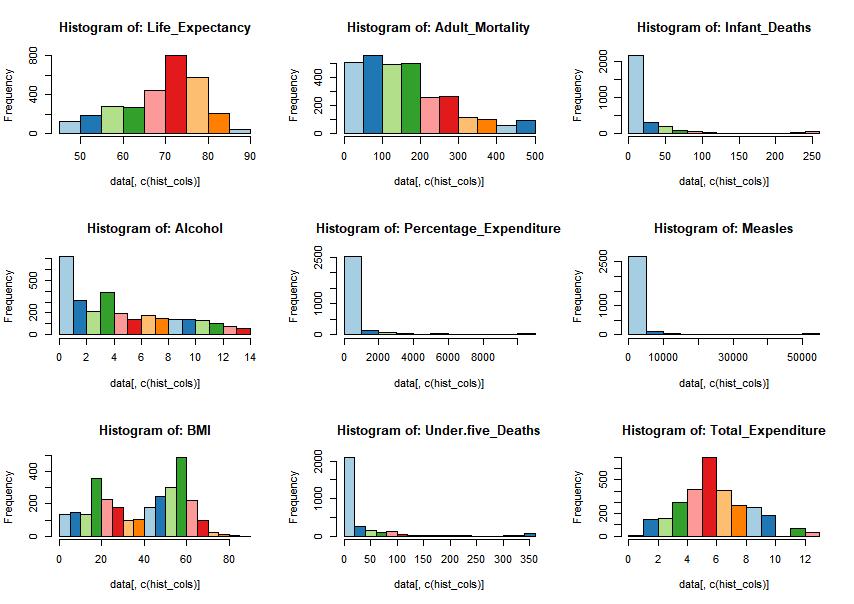 Histogram of: Life_Expectancy
Frequency
0 400 800
50 60 70 80 90
data[, c(hist_cols)]
Histogram of: Adult_Mortality
Frequency
0 200 400
0 100 200 300 400 500
data[, c(hist_cols)]
Histogram of: Infant_Deaths
Frequency
0 1000 2000
0 50 100 150 200 250
data[, c(hist_cols)]
Histogram of: Alcohol
Frequency
0 200 500
0 2 4 6 8 10 12 14
data[, c(hist_cols)]
Histogram of: Percentage_Expenditure
Frequency
0 1000 2500
0 2000 4000 6000 8000
data[, c(hist_cols)]
Histogram of: Measles
Frequency
0 1000 2500
0 10000 30000 50000
data[, c(hist_cols)]
Histogram of: BMI
Frequency
0 200 400
0 20 40 60 80
data[, c(hist_cols)]
Histogram of: Under.five_Deaths
Frequency
0 1000 2000
0 50 100 150 200 250 300 350
data[, c(hist_cols)]
Histogram of: Total_Expenditure
Frequency
0 200 500
0 2 4 6 8 10 12
data[, c(hist_cols)]